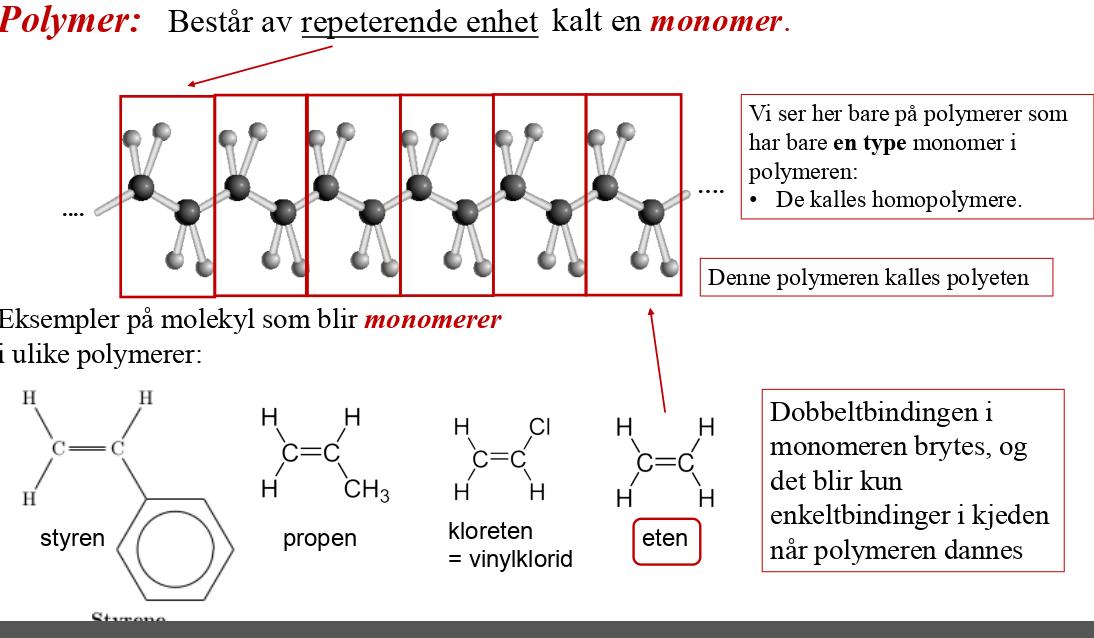 Polymer: Består av repeterende enhet kalt en monomer.
Vi ser her bare på polymerer som
har bare en type monomer i
polymeren:
• De kalles homopolymere.
....
....
Denne polymeren kalles polyeten
Eksempler på molekyl som blir monomerer
i ulike polymerer:
H H
C C
H
styren
Styrene
H H
C=C
H CH3
propen
H Cl
C=C
H H
kloreten
= vinylklorid
H H
C=C
H H
eten
Dobbeltbindingen i
monomeren brytes, og
det blir kun
enkeltbindinger i kjeden
når polymeren dannes